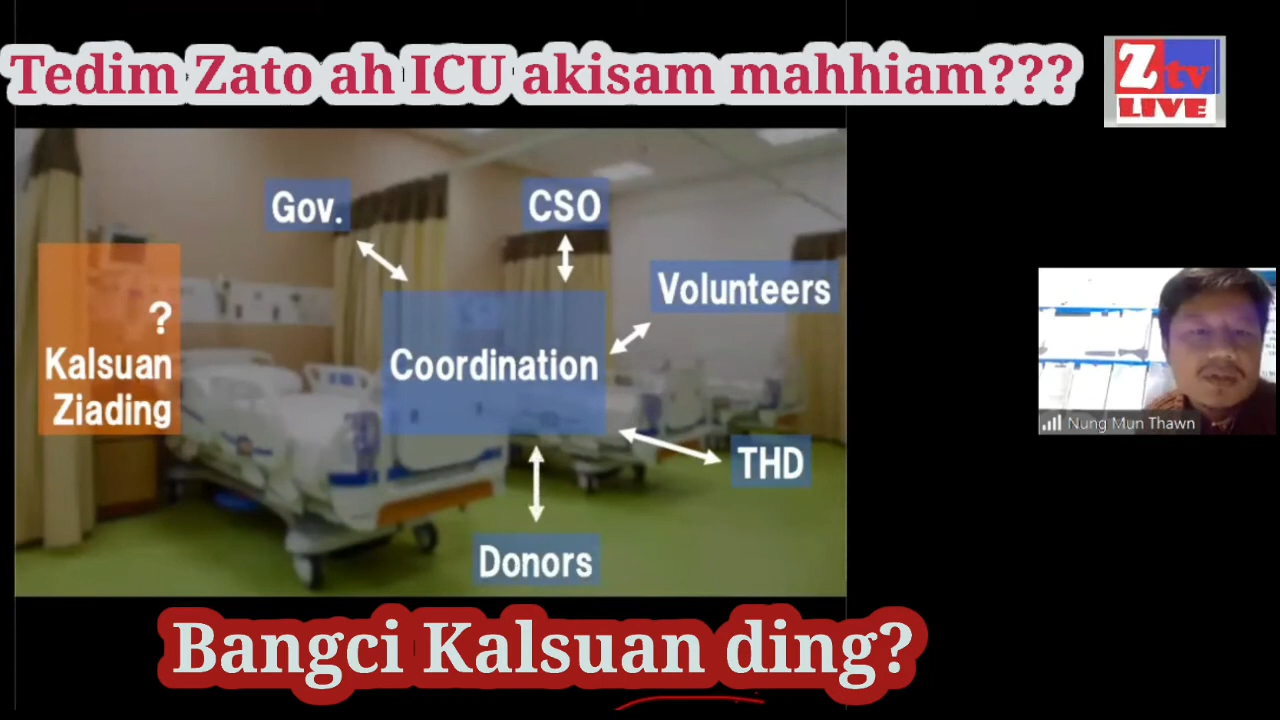 Tedim Zato ah ICU akisam mahhiam???
Z tv
LIVE
Gov.
CSO
Volunteers
?
Kalsuan
Ziading
Coordination
THD
Donors
Nung Mun Thawn
Bangci Kalsuan ding?